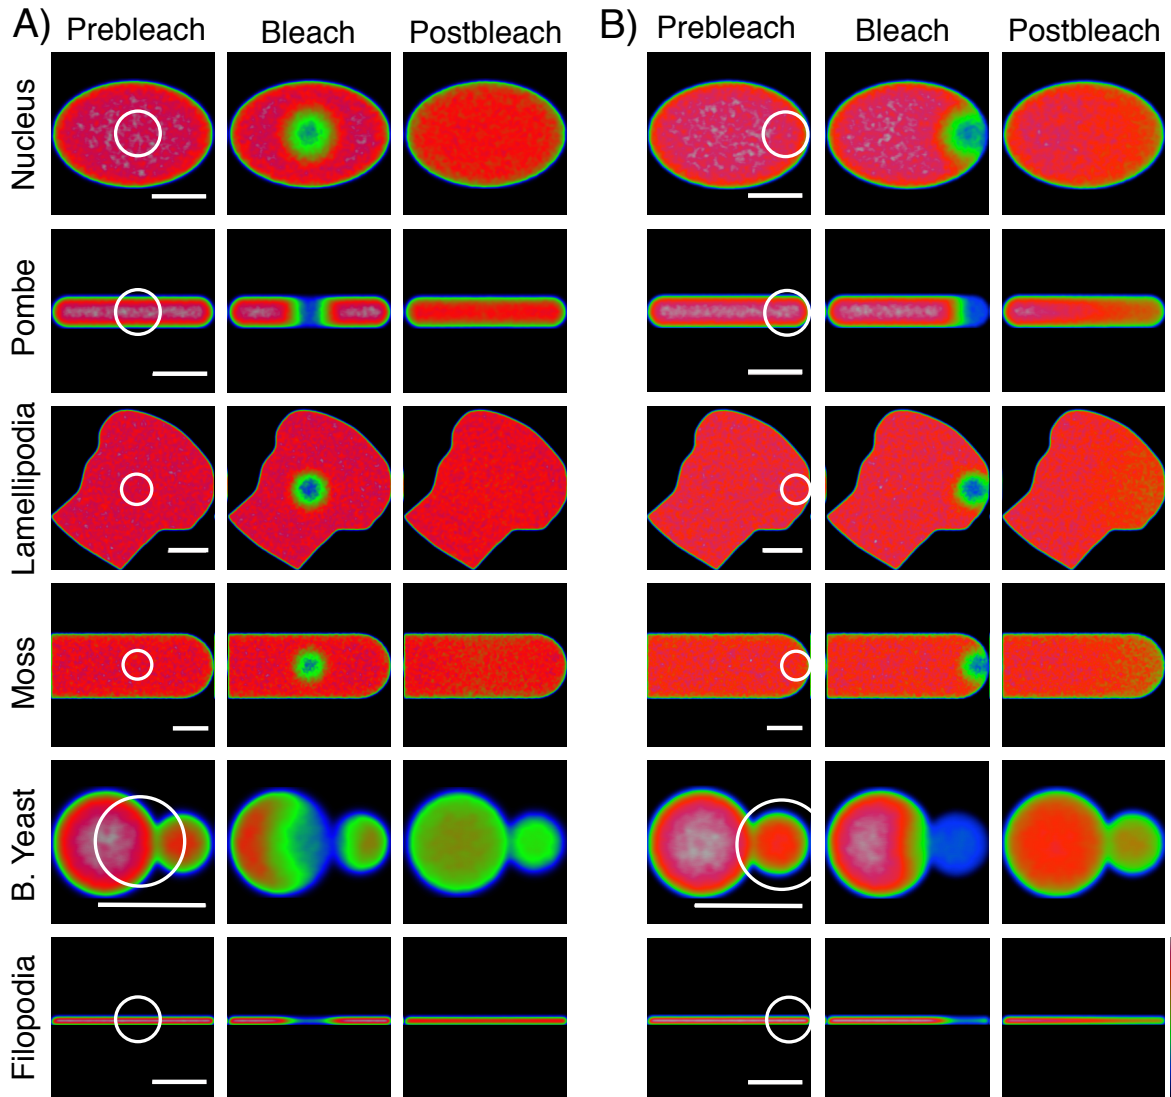 A) Prebleach Bleach Postbleach B) Prebleach Bleach Postbleach
Nucleus
Pombe
Lamellipodia
Moss
B. Yeast
Filopodia